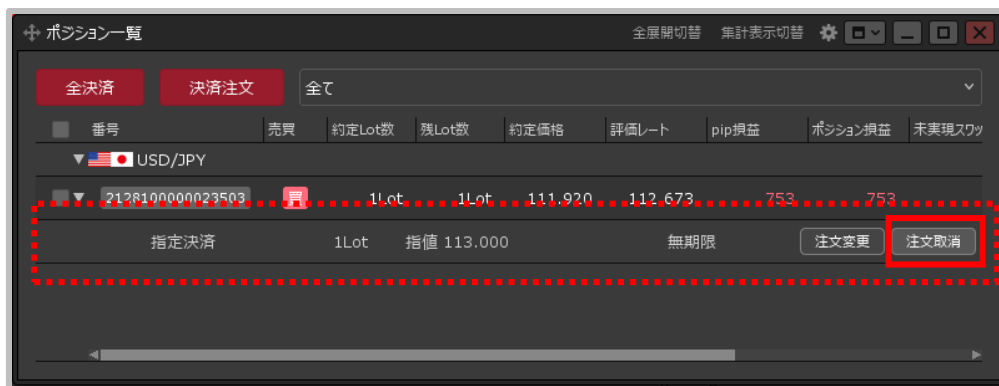 ポジション一覧 全展開切替 集計表示切替
全決済 決済注文 全て
番号 売買 約定Lot数 残Lot数 約定価格 評価レート pip損益 ポジション損益 未実現スワッ
USD/JPY
2128100000023503 買 1Lot 1Lot 111.920 112.673 753 753
指定決済 1Lot 指値 113.000 無期限 注文変更 注文取消